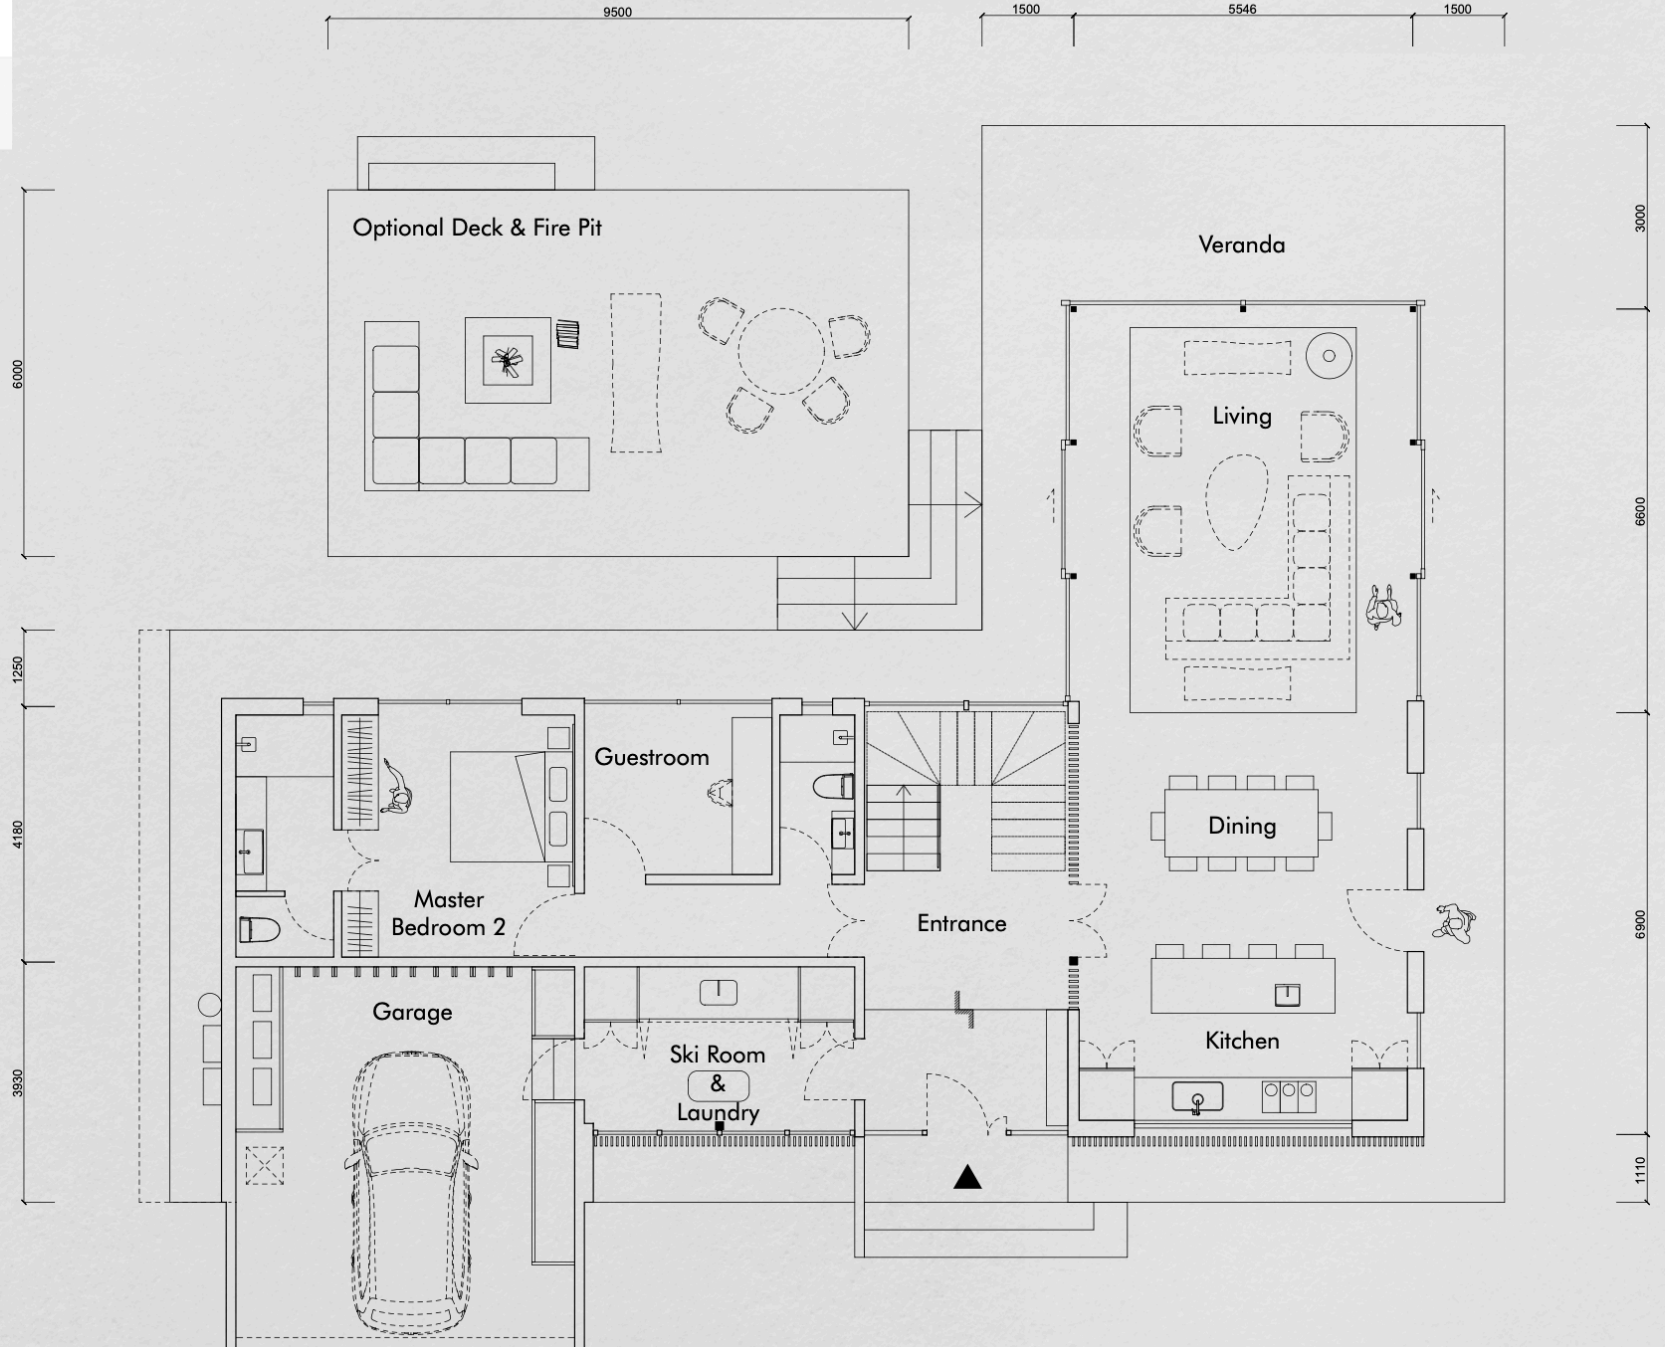 9500
1500
5546
1500
Optional Deck & Fire Pit
Veranda
3000
6000
Living
6600
1250
Guestroom
4180
Dining
Master
Bedroom 2
Entrance
6900
Garage
Kitchen
Ski Room
&
Laundry
3930
1110